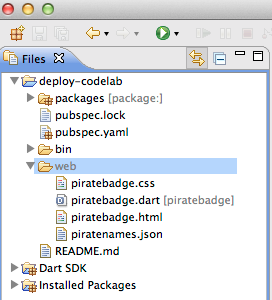 Files
deploy-codelab
packages [package:]
pubspec.lock
pubspec.yaml
bin
web
piratebadge.css
piratebadge.dart [piratebadge]
piratebadge.html
piratenames.json
README.md
Dart SDK
Installed Packages